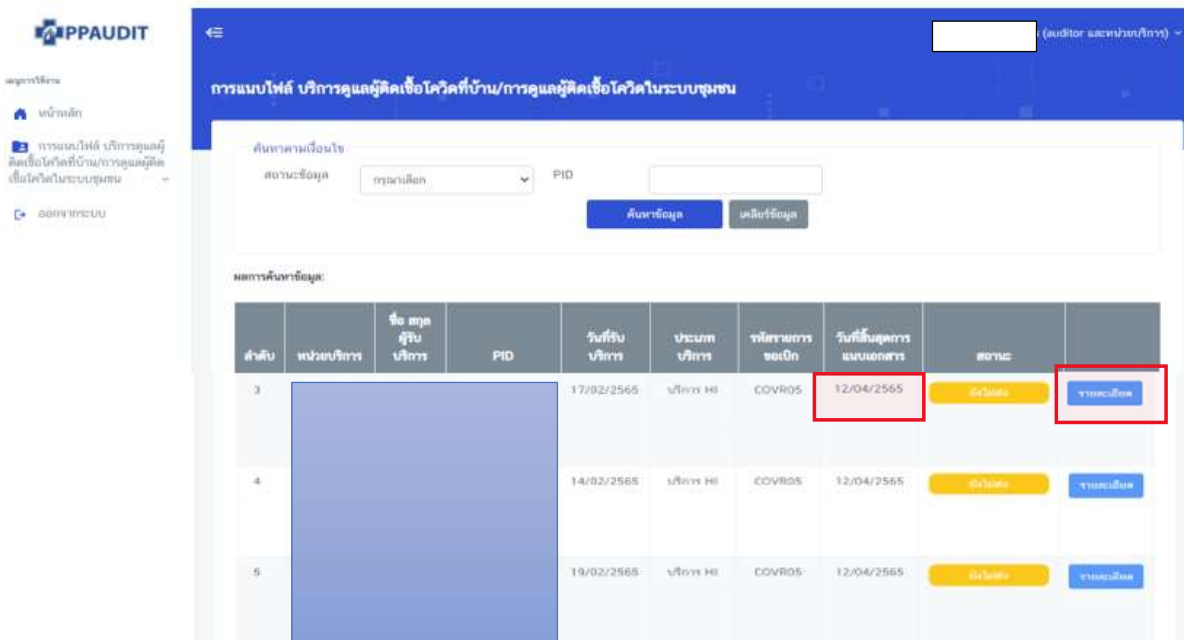 PPAUDIT
(auditor และหน่วยบริการ)
เมนูการใช้งาน
หน้าหลัก
การแนบไฟล์ บริการดูแลผู้
ติดเชื้อโควิดที่บ้าน/การดูแลผู้ติด
เชื้อโควิดในระบบชุมชน
ออกจากระบบ
การแนบไฟล์ บริการดูแลผู้ติดเชื้อโควิดที่บ้าน/การดูแลผู้ติดเชื้อโควิดในระบบชุมชน
ค้นหาตามเงื่อนไข
สถานะข้อมูล กรุณาเลือก PID
ค้นหาข้อมูล เคลียร์ข้อมูล
ผลการค้นหาข้อมูล:
ลำดับ หน่วยบริการ ชื่อ สกุล ผู้รับ บริการ PID วันที่รับ บริการ ประเภท บริการ รหัสรายการ ขอเบิก วันที่สิ้นสุดการ แนบเอกสาร สถานะ
3 17/02/2565 บริการ HI COVR05 12/04/2565 ยังไม่ส่ง รายละเอียด
4 14/02/2565 บริการ HI COVR05 12/04/2565 ยังไม่ส่ง รายละเอียด
5 19/02/2565 บริการ HI COVR05 12/04/2565 ยังไม่ส่ง รายละเอียด